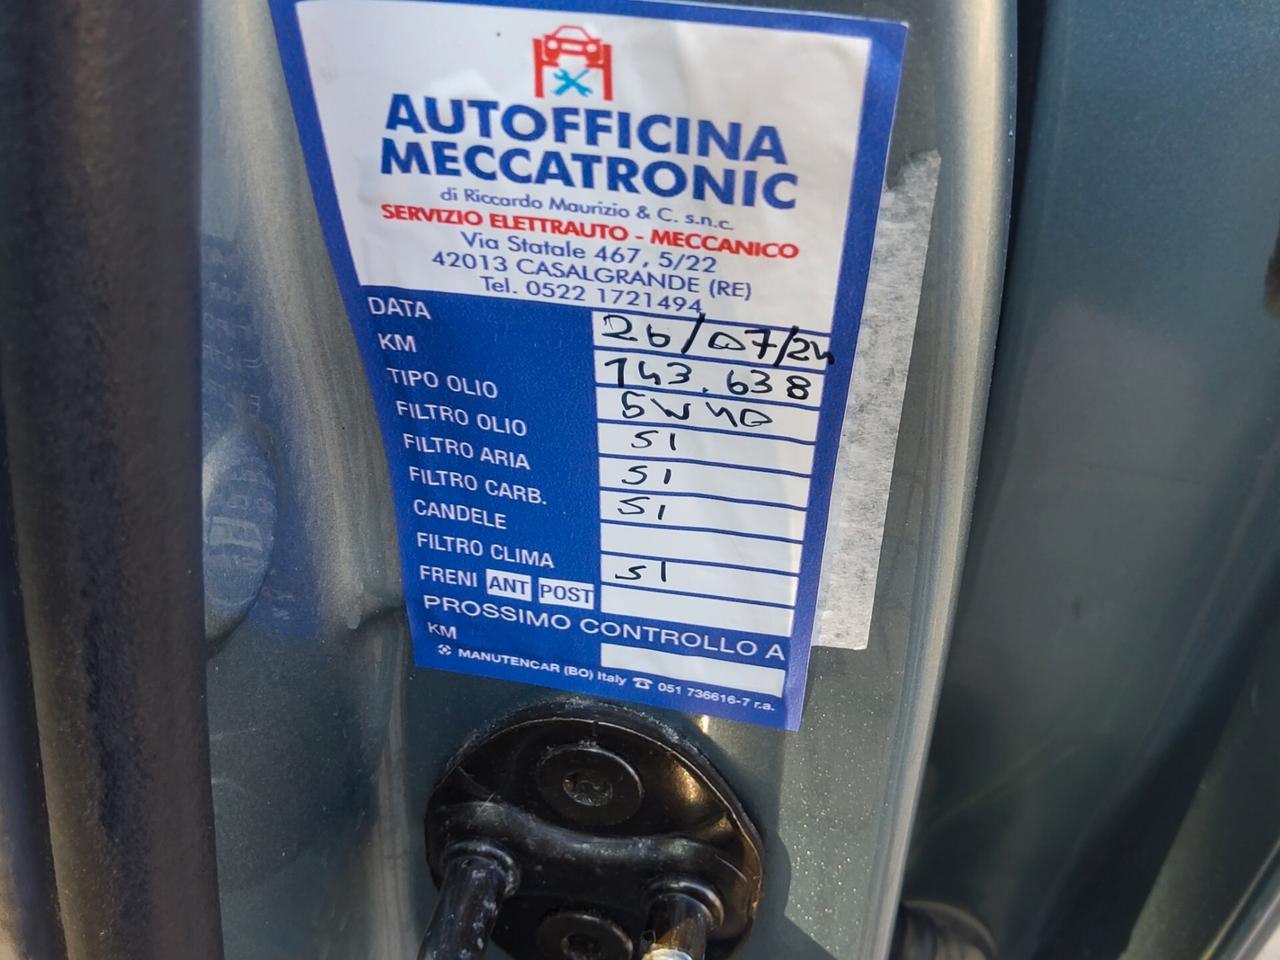 AUTOFFICINA
MECCATRONIC
di Riccardo Maurizio & C. s.n.c.
SERVIZIO ELETTRAUTO - MECCANICO
Via Statale 467, 5/22
42013 CASALGRANDE (RE)
Tel. 0522 1721494
DATA 26/07/24
KM 143.638
TIPO OLIO 5W40
FILTRO OLIO SI
FILTRO ARIA SI
FILTRO CARB. SI
CANDELE
FILTRO CLIMA SI
FRENI ANT POST
PROSSIMO CONTROLLO A
KM
MANUTENCAR (BO) Italy ☎ 051 736616-7 r.a.